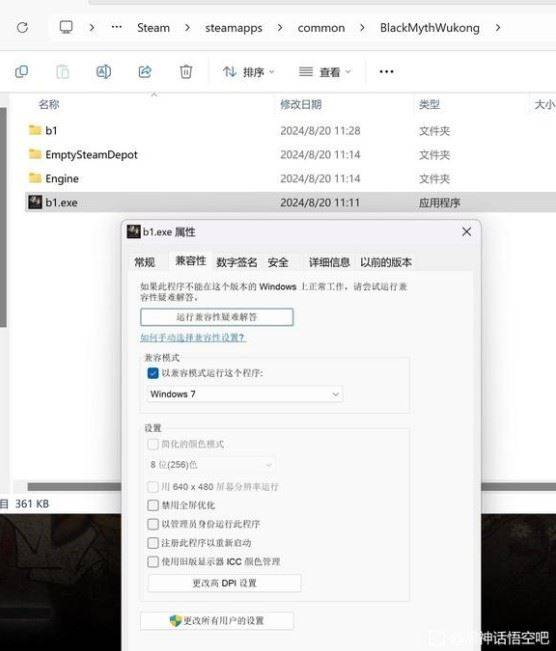 ··· Steam steamapps common BlackMythWukong
排序 查看 ···
名称 修改日期 类型 大小
b1 2024/8/20 11:28 文件夹
EmptySteamDepot 2024/8/20 11:14 文件夹
Engine 2024/8/20 11:14 文件夹
b1.exe 2024/8/20 11:11 应用程序
b1.exe 属性
常规 兼容性 数字签名 安全 详细信息 以前的版本
如果此程序不能在这个版本的 Windows 上正常工作，请尝试运行兼
容性疑难解答。
运行兼容性疑难解答
如何手动选择兼容性设置?
兼容模式
以兼容模式运行这个程序:
Windows 7
设置
简化的颜色模式
8 位(256)色
用 640 x 480 屏幕分辨率运行
禁用全屏优化
以管理员身份运行此程序
注册此程序以重新启动
使用旧版显示器 ICC 颜色管理
更改高 DPI 设置
361 KB
更改所有用户的设置
神话悟空吧